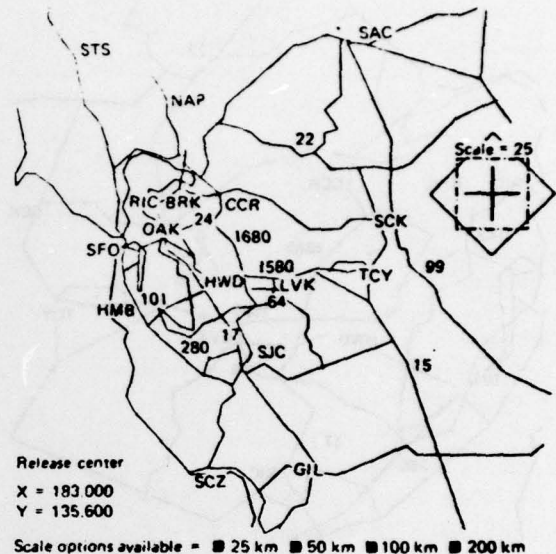 SAC
STS
NAP
22
Scale = 25
RIC-BRK
CCR
24
OAK
SCK
SFO
1680
1580
HWD
LVK
TCY
99
101
64
HMB
17
280
SJC
15
Release center
GIL
SCZ
X = 183.000
Y = 135.600
Scale options available = ■ 25 km ■ 50 km ■ 100 km ■ 200 km